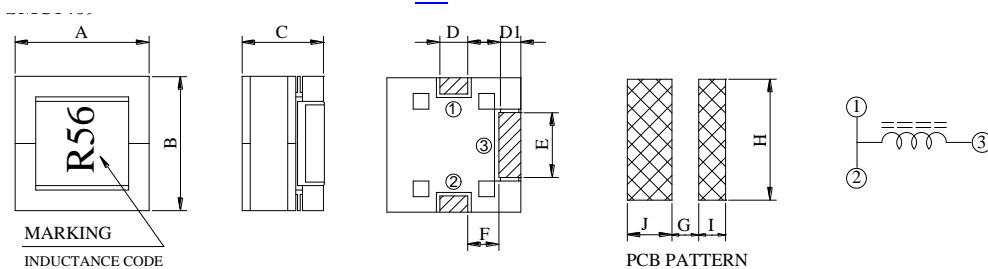 A
C
D
D1
B
R56
①
②
③
E
F
H
J
G
I
1
2
3
MARKING
INDUCTANCE CODE
PCB PATTERN